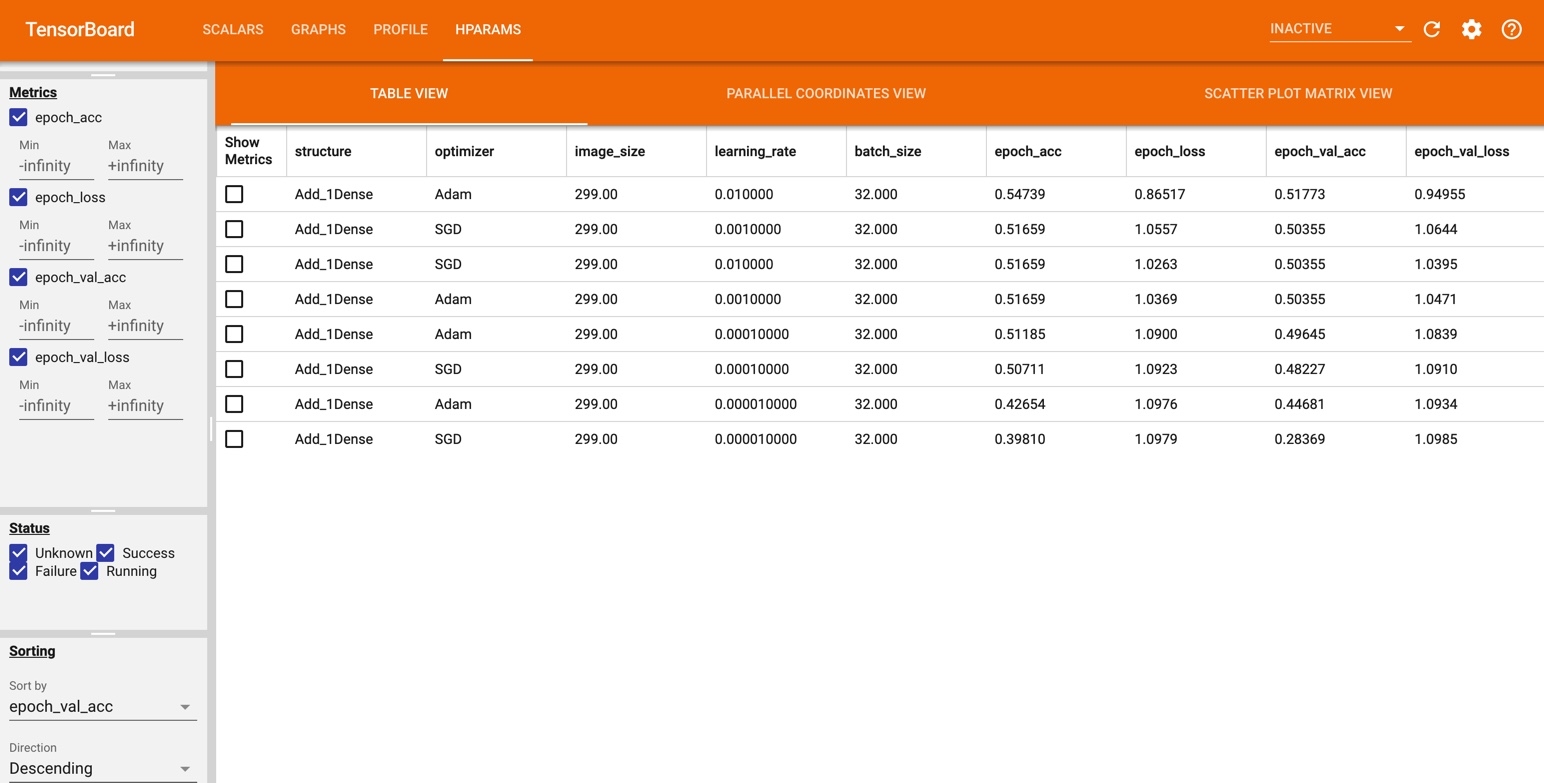 TensorBoard SCALARS GRAPHS PROFILE HPARAMS INACTIVE
Metrics
epoch_acc
Min Max
-infinity +infinity
epoch_loss
Min Max
-infinity +infinity
epoch_val_acc
Min Max
-infinity +infinity
epoch_val_loss
Min Max
-infinity +infinity
Status
Unknown Success
Failure Running
Sorting
Sort by
epoch_val_acc
Direction
Descending
TABLE VIEW PARALLEL COORDINATES VIEW SCATTER PLOT MATRIX VIEW
Show Metrics structure optimizer image_size learning_rate batch_size epoch_acc epoch_loss epoch_val_acc epoch_val_loss
Add_1Dense Adam 299.00 0.010000 32.000 0.54739 0.86517 0.51773 0.94955
Add_1Dense SGD 299.00 0.0010000 32.000 0.51659 1.0557 0.50355 1.0644
Add_1Dense SGD 299.00 0.010000 32.000 0.51659 1.0263 0.50355 1.0395
Add_1Dense Adam 299.00 0.0010000 32.000 0.51659 1.0369 0.50355 1.0471
Add_1Dense Adam 299.00 0.00010000 32.000 0.51185 1.0900 0.49645 1.0839
Add_1Dense SGD 299.00 0.00010000 32.000 0.50711 1.0923 0.48227 1.0910
Add_1Dense Adam 299.00 0.000010000 32.000 0.42654 1.0976 0.44681 1.0934
Add_1Dense SGD 299.00 0.000010000 32.000 0.39810 1.0979 0.28369 1.0985